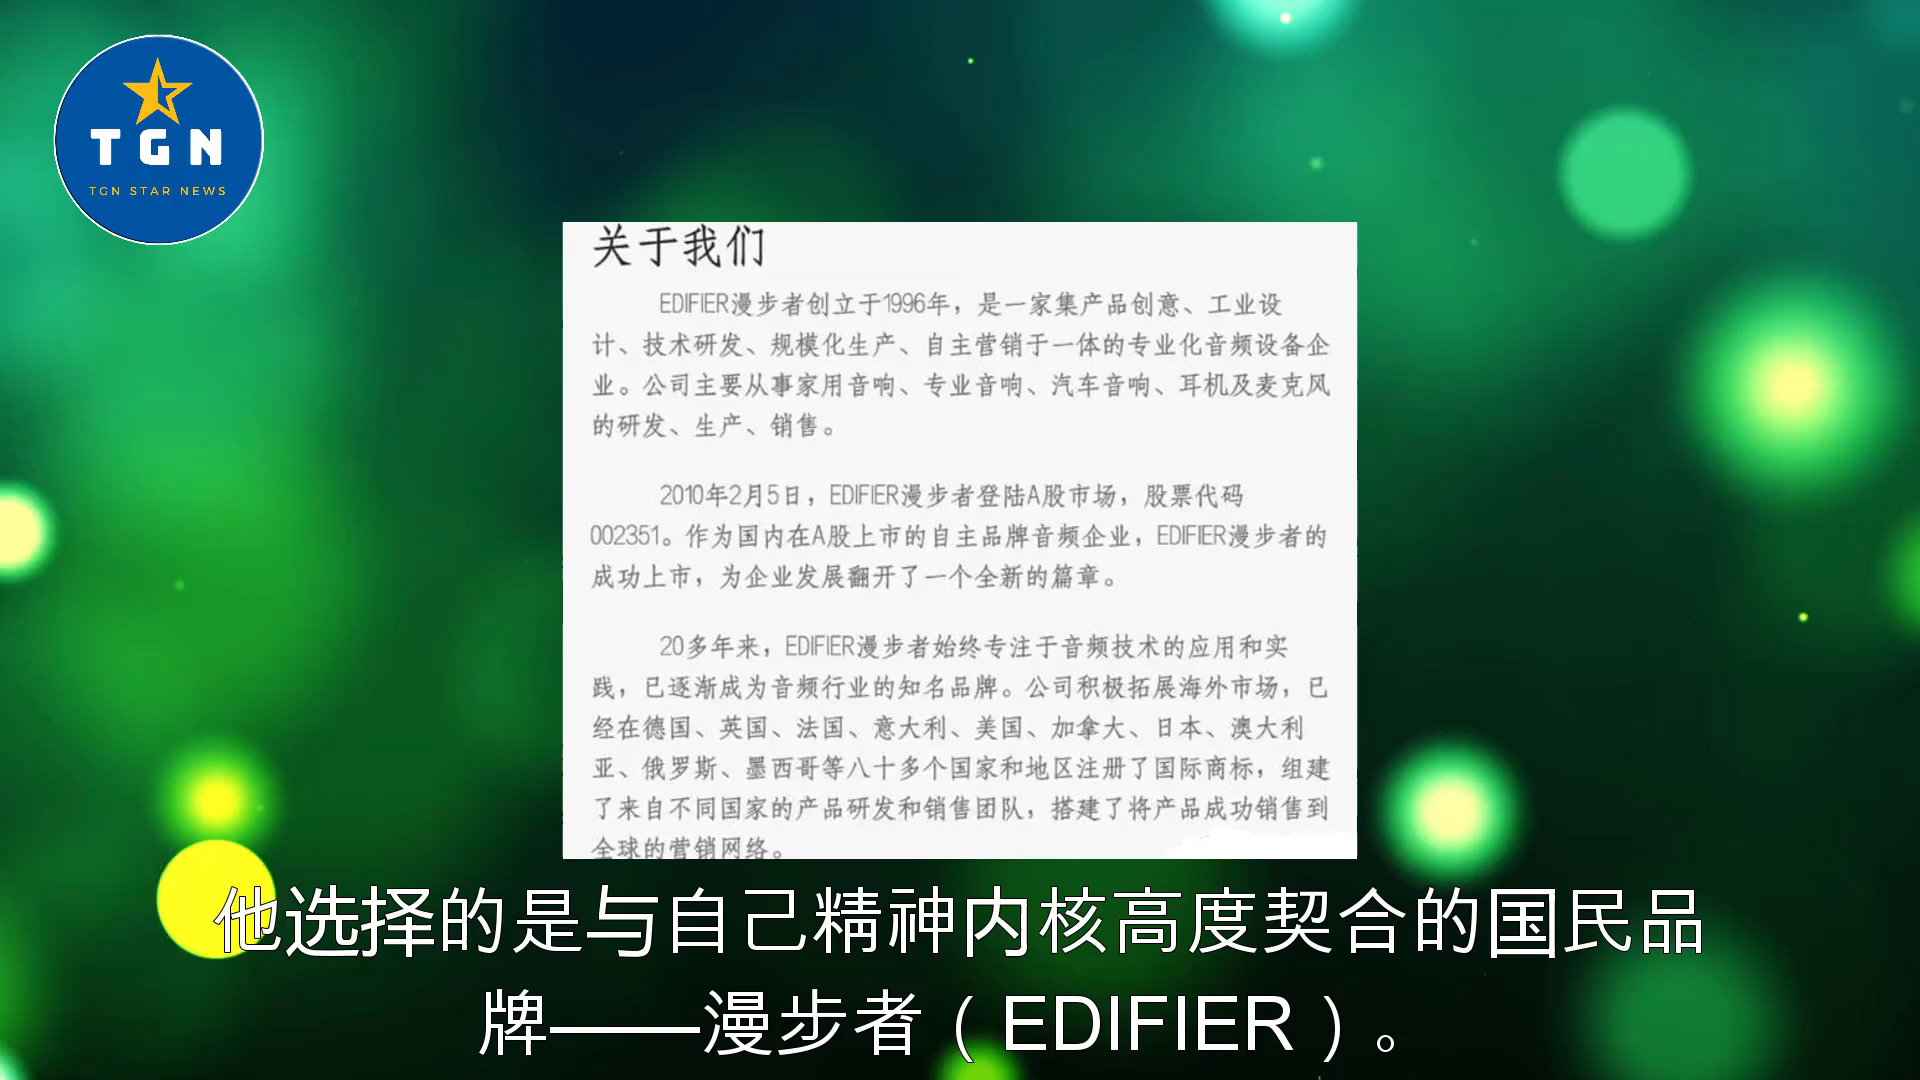 TGN
TGN STAR NEWS
关于我们
EDIFIER漫步者创立于1996年，是一家集产品创意、工业设
计、技术研发、规模化生产、自主营销于一体的专业化音频设备企
业。公司主要从事家用音响、专业音响、汽车音响、耳机及麦克风
的研发、生产、销售。
2010年2月5日，EDIFIER漫步者登陆A股市场，股票代码
002351。作为国内在A股上市的自主品牌音频企业，EDIFIER漫步者的
成功上市，为企业发展翻开了一个全新的篇章。
20多年来，EDIFIER漫步者始终专注于音频技术的应用和实
践，已逐渐成为音频行业的知名品牌。公司积极拓展海外市场，已
经在德国、英国、法国、意大利、美国、加拿大、日本、澳大利
亚、俄罗斯、墨西哥等八十多个国家和地区注册了国际商标，组建
了来自不同国家的产品研发和销售团队，搭建了将产品成功销售到
全球的营销网络。
他选择的是与自己精神内核高度契合的国民品
牌——漫步者（EDIFIER）。